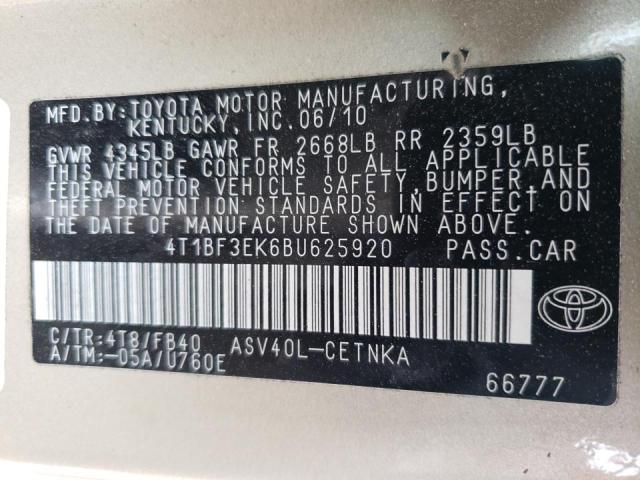 MFD.BY:TOYOTA MOTOR MANUFACTURING,
KENTUCKY, INC.06/10
GVWR 4345LB GAWR FR 2668LB RR 2359LB
THIS VEHICLE CONFORMS TO ALL APPLICABLE
FEDERAL MOTOR VEHICLE SAFETY,BUMPER,AND
THEFT PREVENTION STANDARDS IN EFFECT ON
THE DATE OF MANUFACTURE SHOWN ABOVE.
4T1BF3EK6BU625920 PASS.CAR
C/TR:4T8/FB40 ASV40L-CETNKA
A/TM:-05A/U760E
66777